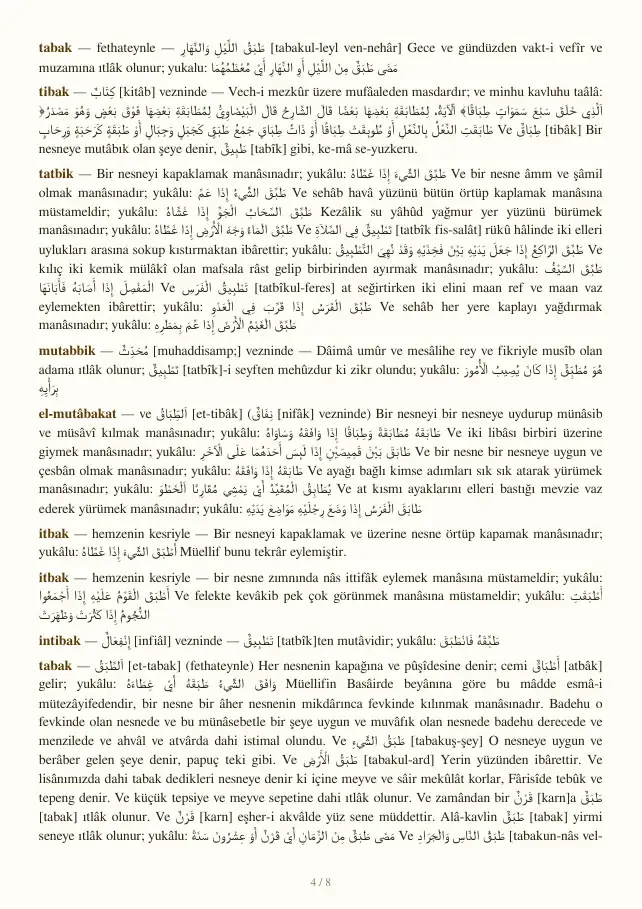 tabak — fethateynle — طَبَقُ اللَّيْلِ وَالنَّهَارِ [tabakul-leyl ven-nehâr] Gece ve gündüzden vakt-i vefîr ve
muzamına ıtlâk olunur; yukalu: مَضَى طَبَقٌ مِنَ اللَّيْلِ أَوِ النَّهَارِ أَيْ مُعْظَمُهُمَا
tibak — كِتَابٌ [kitâb] vezninde — Vech-i mezkûr üzere mufâaleden masdardır; ve minhu kavluhu taâlâ:
﴿اَلَّذِي خَلَقَ سَبْعَ سَمَوَاتٍ طِبَاقًا﴾ اَلْآيَةُ، لِمُطَابَقَةِ بَعْضِهَا بَعْضًا قَالَ الشَّارِحُ قَالَ الْبَيْضَاوِيُّ لِمُطَابَقَةِ بَعْضِهَا فَوْقَ بَعْضٍ وَهُوَ مَصْدَرُ
طَابَقَتِ النَّعْلُ بِالنَّعْلِ أَوْ طُوبِقَتْ طِبَاقًا أَوْ ذَاتُ طِبَاقٍ جَمْعُ طَبَقٍ كَجَبَلٍ وَجِبَالٍ أَوْ طَبَقَةٍ كَرَحَبَةٍ وَرِحَابٍ Ve طِبَاقٌ [tibâk] Bir
nesneye mutâbık olan şeye denir, طَبِيقٌ [tabîk] gibi, ke-mâ se-yuzkeru.
tatbik — Bir nesneyi kapaklamak manâsınadır; yukâlu: طَبَّقَ الشَّيْءَ إِذَا غَطَّاهُ Ve bir nesne âmm ve şâmil
olmak manâsınadır; yukâlu: طَبَّقَ الشَّيْءُ إِذَا عَمَّ Ve sehâb havâ yüzünü bütün örtüp kaplamak manâsına
müstameldir; yukâlu: طَبَّقَ السَّحَابُ الْجَوَّ إِذَا غَشَّاهُ Kezâlik su yâhûd yağmur yer yüzünü bürümek
manâsınadır; yukâlu: طَبَّقَ الْمَاءُ وَجْهَ الْأَرْضِ إِذَا غَطَّاهُ Ve تَطْبِيقٌ فِي الصَّلَاةِ [tatbîk fis-salât] rükû hâlinde iki elleri
uylukları arasına sokup kıstırmaktan ibârettir; yukâlu: طَبَّقَ الرَّاكِعُ إِذَا جَعَلَ يَدَيْهِ بَيْنَ فَخِذَيْهِ وَقَدْ نُهِيَ التَّطْبِيقُ Ve
kılıç iki kemik mülâkî olan mafsala râst gelip birbirinden ayırmak manâsınadır; yukâlu: طَبَّقَ السَّيْفُ
الْمَفْصِلَ إِذَا أَصَابَهُ فَأَبَانَهَا Ve تَطْبِيقُ الْفَرَسِ [tatbîkul-feres] at seğirtirken iki elini maan ref ve maan vaz
eylemekten ibârettir; yukâlu: طَبَّقَ الْفَرَسُ إِذَا قَرَّبَ فِي الْعَدْوِ Ve sehâb her yere kaplayı yağdırmak
manâsınadır; yukâlu: طَبَّقَ الْغَيْمُ الْأَرْضَ إِذَا عَمَّ بِمَطَرِهِ
mutabbik — مُحَدِّثٌ [muhaddisamp;] vezninde — Dâimâ umûr ve mesâlihe rey ve fikriyle musîb olan
adama ıtlâk olunur; تَطْبِيقٌ [tatbîk]-i seyften mehûzdur ki zikr olundu; yukâlu: هُوَ مُطَبِّقٌ إِذَا كَانَ يُصِيبُ الْأُمُورَ
بِرَأْيِهِ
el-mutâbakat — ve اَلطِّبَاقُ [et-tibâk] (نِفَاقٌ [nifâk] vezninde) Bir nesneyi bir nesneye uydurup münâsib
ve müsâvî kılmak manâsınadır; yukâlu: طَابَقَهُ مُطَابَقَةً وَطِبَاقًا إِذَا وَافَقَهُ وَسَاوَاهُ Ve iki libâsı birbiri üzerine
giymek manâsınadır; yukâlu: طَابَقَ بَيْنَ قَمِيصَيْنِ إِذَا لَبِسَ أَحَدَهُمَا عَلَى الْآخَرِ Ve bir nesne bir nesneye uygun ve
çesbân olmak manâsınadır; yukâlu: طَابَقَهُ إِذَا وَافَقَهُ Ve ayağı bağlı kimse adımları sık sık atarak yürümek
manâsınadır; yukâlu: يُطَابِقُ الْمُقَيَّدُ أَيْ يَمْشِي مُقَارِنًا اَلْخَطْوَ Ve at kısmı ayaklarını elleri bastığı mevzie vaz
ederek yürümek manâsınadır; yukâlu: طَابَقَ الْفَرَسُ إِذَا وَضَعَ رِجْلَيْهِ مَوَاضِعَ يَدَيْهِ
itbak — hemzenin kesriyle — Bir nesneyi kapaklamak ve üzerine nesne örtüp kapamak manâsınadır;
yukâlu: أَطْبَقَ الشَّيْءَ إِذَا غَطَّاهُ Müellif bunu tekrâr eylemiştir.
itbak — hemzenin kesriyle — bir nesne zımnında nâs ittifâk eylemek manâsına müstameldir; yukâlu:
أَطْبَقَ الْقَوْمُ عَلَيْهِ إِذَا أَجْمَعُوا Ve felekte kevâkib pek çok görünmek manâsına müstameldir; yukâlu: أَطْبَقَتِ
النُّجُومُ إِذَا كَثُرَتْ وَظَهَرَتْ
intibak — إِنْفِعَالٌ [infiâl] vezninde — تَطْبِيقٌ [tatbîk]ten mutâvidir; yukâlu: طَبَّقَهُ فَانْطَبَقَ
tabak — اَلطَّبَقُ [et-tabak] (fethateynle) Her nesnenin kapağına ve pûşîdesine denir; cemi أَطْبَاقٌ [atbâk]
gelir; yukâlu: وَافَقَ الشَّيْءُ طَبَقَهُ أَيْ غِطَاءَهُ Müellifin Basâirde beyânına göre bu mâdde esmâ-i
mütezâyifedendir, bir nesne bir âher nesnenin mikdârınca fevkinde kılınmak manâsınadır. Badehu o
fevkinde olan nesnede ve bu münâsebetle bir şeye uygun ve muvâfık olan nesnede badehu derecede ve
menzilede ve ahvâl ve atvârda dahi istimal olundu. Ve طَبَقُ الشَّيْءِ [tabakuş-şey] O nesneye uygun ve
berâber gelen şeye denir, papuç teki gibi. Ve طَبَقُ الْأَرْضِ [tabakul-ard] Yerin yüzünden ibârettir. Ve
lisânımızda dahi tabak dedikleri nesneye denir ki içine meyve ve sâir mekûlât korlar, Fârisîde tebûk ve
tepeng denir. Ve küçük tepsiye ve meyve sepetine dahi ıtlâk olunur. Ve zamândan bir قَرْنٌ [karn]a طَبَقٌ
[tabak] ıtlâk olunur. Ve قَرْنٌ [karn] eşher-i akvâlde yüz sene müddettir. Alâ-kavlin طَبَقٌ [tabak] yirmi
seneye ıtlâk olunur; yukâlu: مَضَى طَبَقٌ مِنَ الزَّمَانِ أَيْ قَرْنٌ أَوْ عِشْرُونَ سَنَةً Ve طَبَقُ النَّاسِ وَالْجَرَادِ [tabakun-nâs vel-
4 / 8